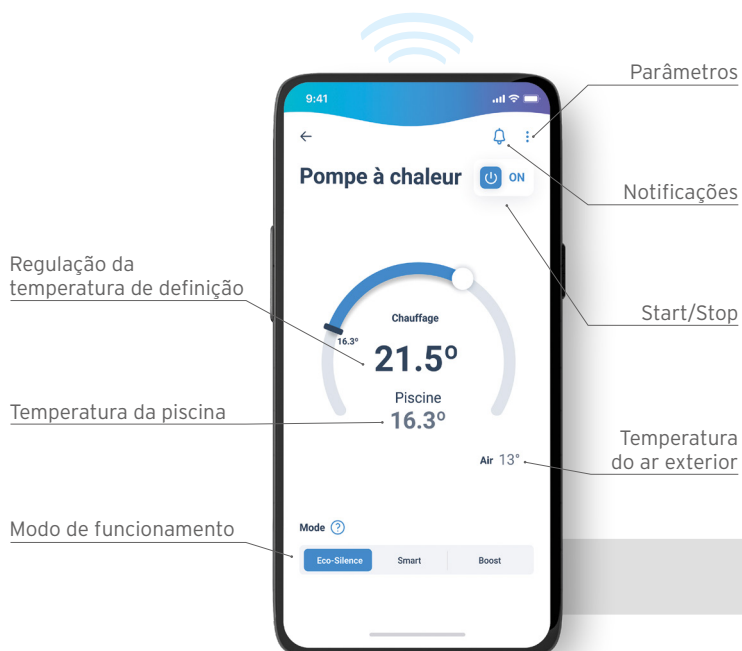 Parâmetros
9:41
Pompe à chaleur
ON
Notificações
Regulação da
temperatura de definição
Start/Stop
Chauffage
16.3°
21.5°
Piscine
16.3°
Temperatura da piscina
Air 13°
Temperatura
do ar exterior
Modo de funcionamento
Mode ?
Eco-Silence Smart Boost